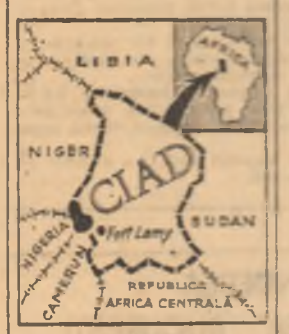 AFRICA
LIBIA
NIGER
CIAD
NIGERIA
Fort Lamy
SUDAN
CAMERUN
REPUBLICA
AFRICA CENTRALĂ